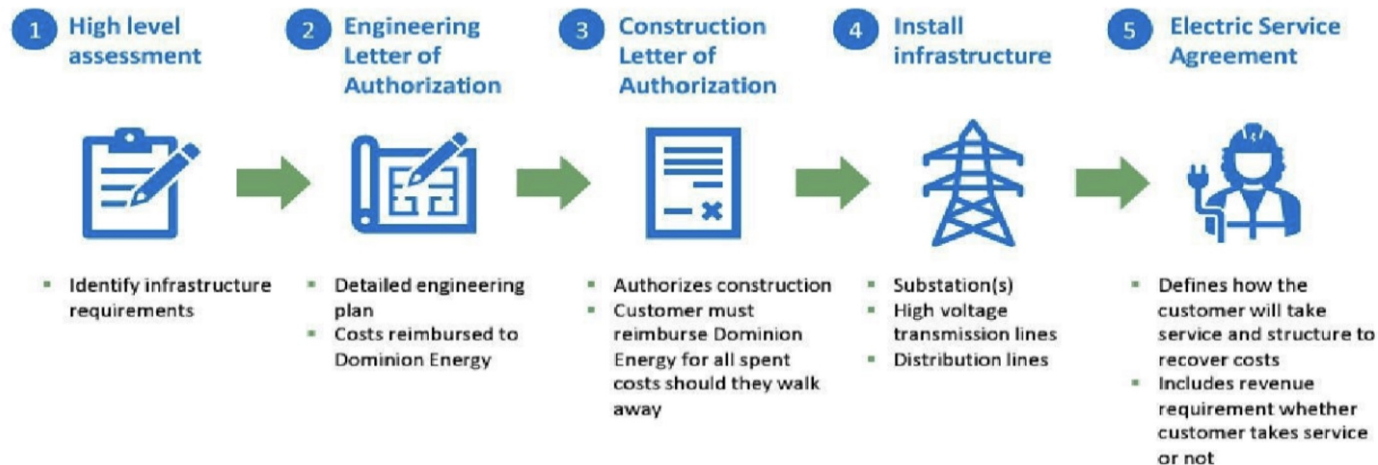 1 High level
assessment
2 Engineering
Letter of
Authorization
3 Construction
Letter of
Authorization
4 Install
infrastructure
5 Electric Service
Agreement
▪ Identify infrastructure
requirements
▪ Detailed engineering
plan
▪ Costs reimbursed to
Dominion Energy
▪ Authorizes construction
▪ Customer must
reimburse Dominion
Energy for all spent
costs should they walk
away
▪ Substation(s)
▪ High voltage
transmission lines
▪ Distribution lines
▪ Defines how the
customer will take
service and structure to
recover costs
▪ Includes revenue
requirement whether
customer takes service
or not